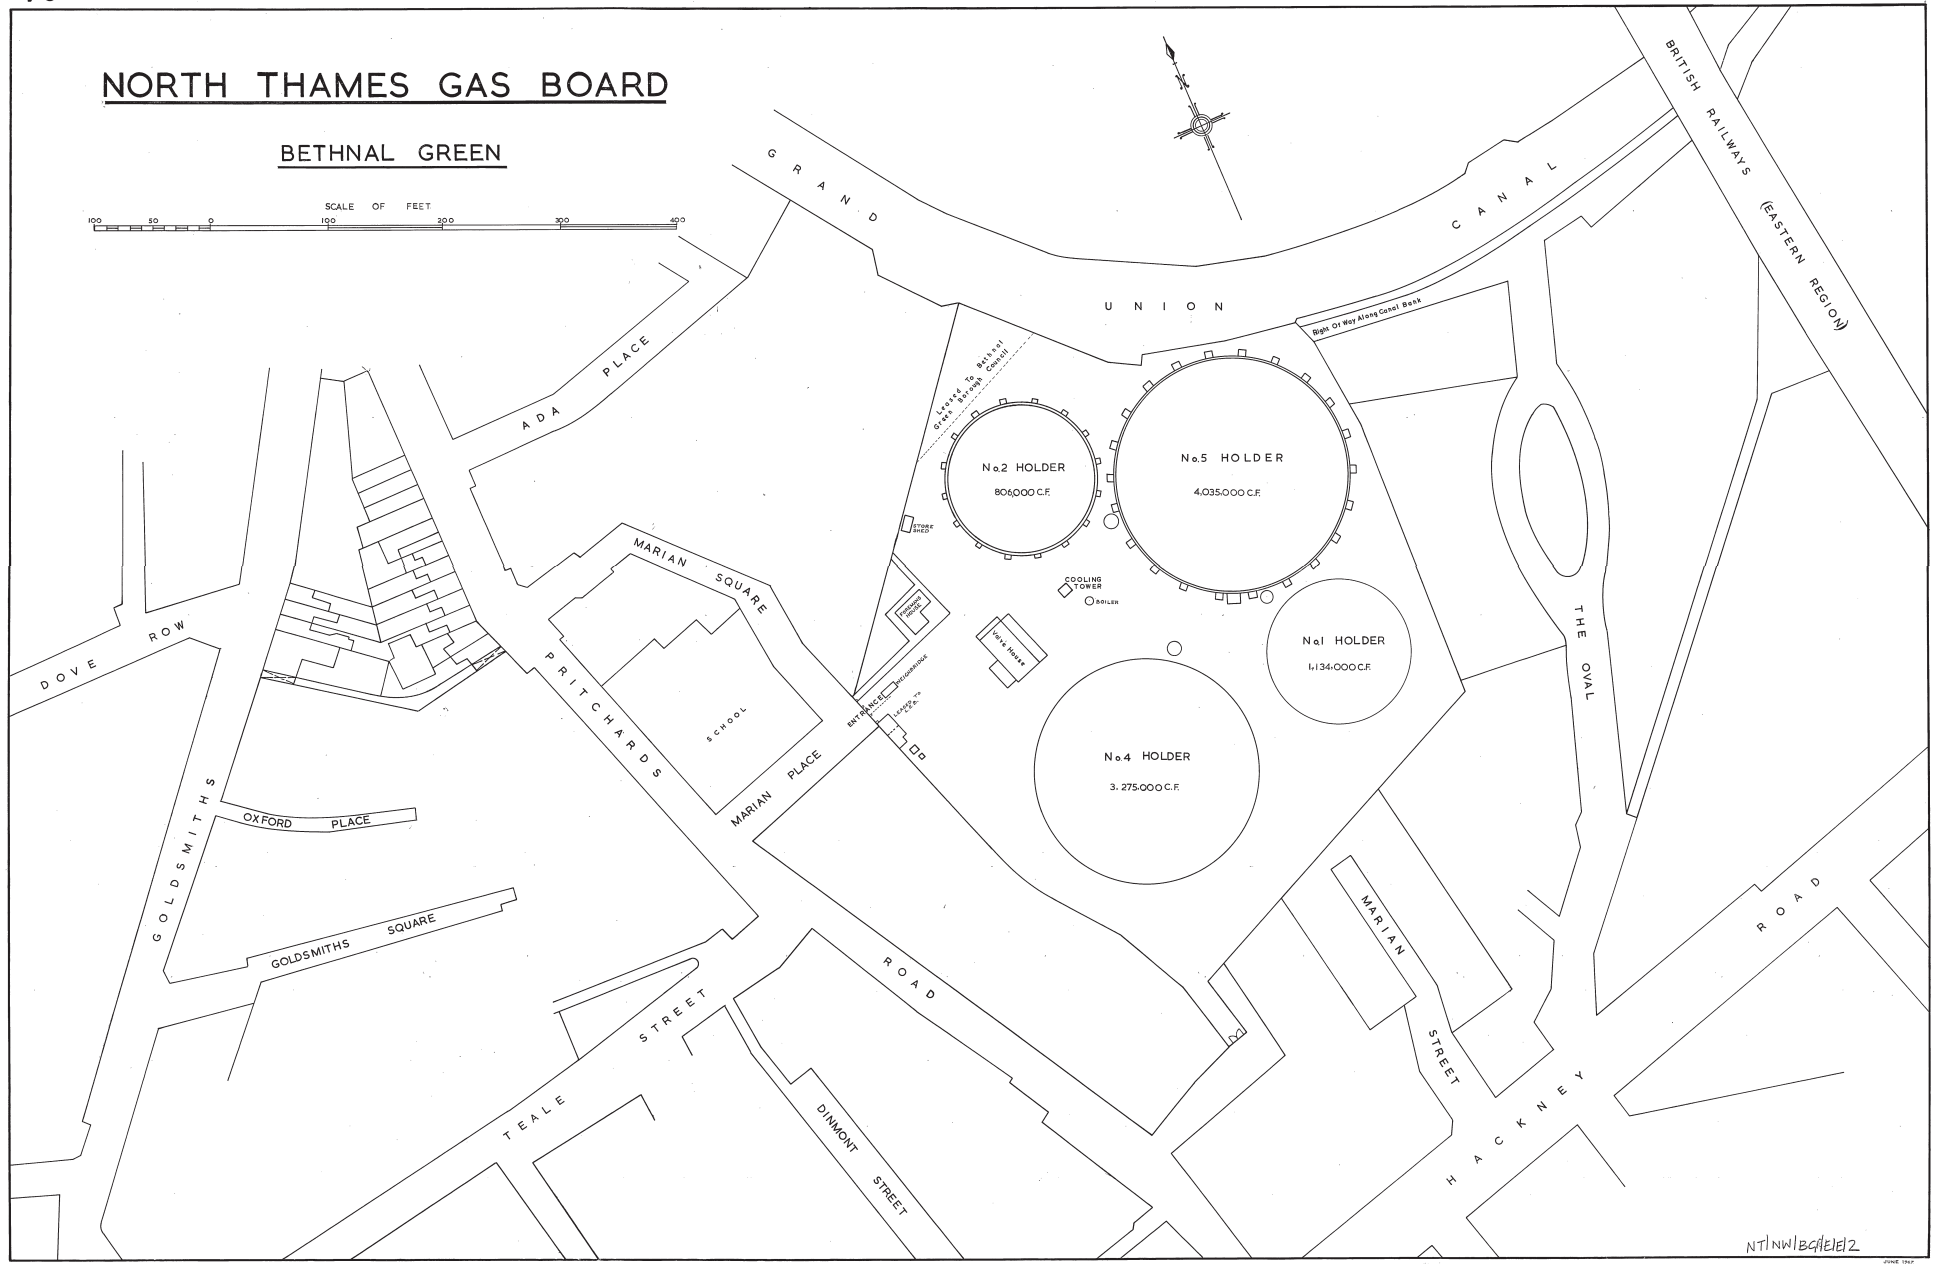 NORTH THAMES GAS BOARD
BETHNAL GREEN
SCALE OF FEET
100 50 0 100 200 300 400
GRAND
UNION
CANAL
BRITISH RAILWAYS (EASTERN REGION)
Right Of Way Along Canal Bank
Leased To Bethnal
Green Borough Council
ADA PLACE
No.2 HOLDER
806,000 C.F.
No.5 HOLDER
4,035,000 C.F.
STORE
SHED
MARIAN SQUARE
COOLING
TOWER
BOILER
FOREMANS
HOUSE
Valve House
No.1 HOLDER
1,134,000 C.F.
THE OVAL
DOVE ROW
PRITCHARDS
SCHOOL
WEIGHBRIDGE
ENTRANCE
LEASED TO
L.E.B.
MARIAN PLACE
No.4 HOLDER
3,275,000 C.F.
GOLDSMITHS
OXFORD PLACE
GOLDSMITHS SQUARE
ROAD
MARIAN
STREET
ROAD
HACKNEY
TEALE STREET
DINMONT STREET
NT/NW/BG/E/E/2